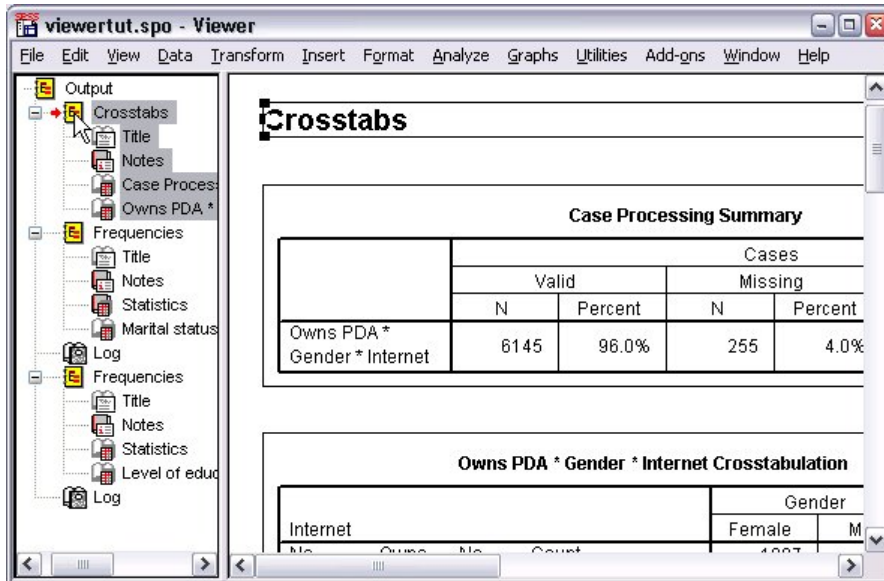 viewertut.spo - Viewer
File Edit View Data Transform Insert Format Analyze Graphs Utilities Add-ons Window Help
Output
Crosstabs
Title
Notes
Case Proces
Owns PDA *
Frequencies
Title
Notes
Statistics
Marital status
Log
Frequencies
Title
Notes
Statistics
Level of educ
Log
Crosstabs
Case Processing Summary
Cases
Valid Missing
N Percent N Percent
Owns PDA *
Gender * Internet
6145 96.0% 255 4.0%
Owns PDA * Gender * Internet Crosstabulation
Gender
Internet Female M